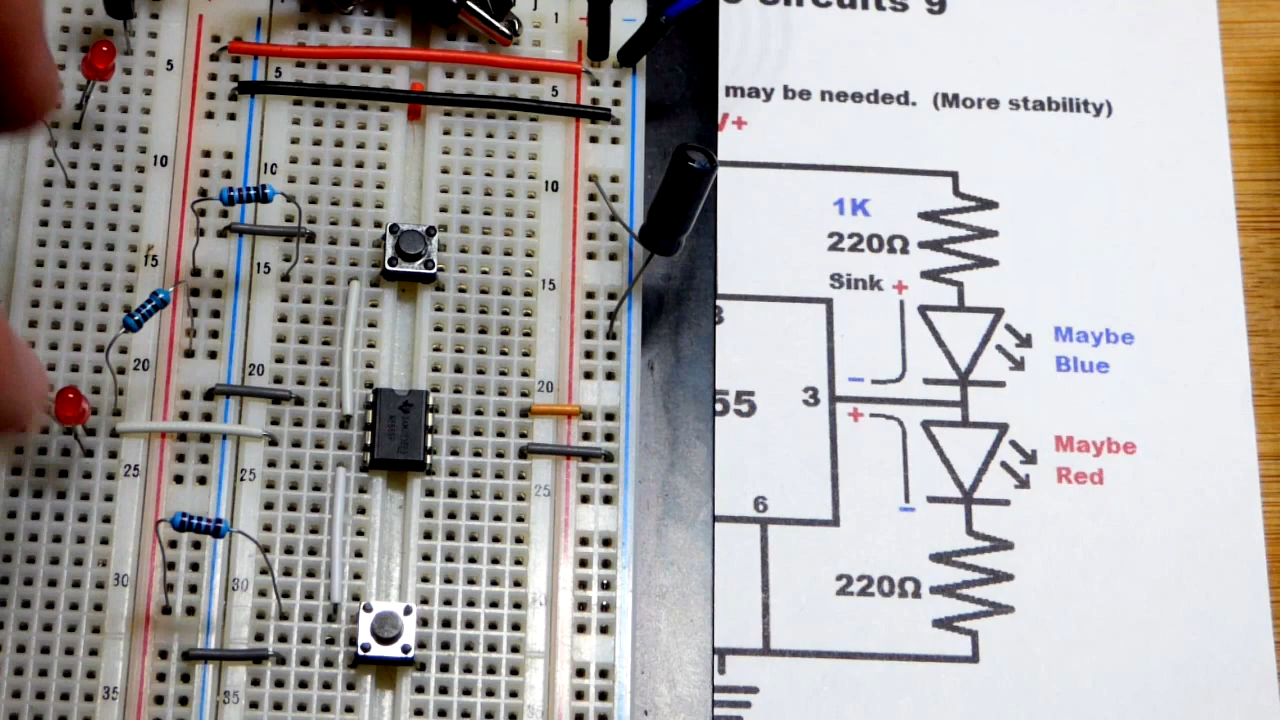 Circuits 9
may be needed. (More stability)
V+
1K
220Ω
Sink +
Maybe
Blue
−
3
55
+
Maybe
Red
−
6
220Ω
1
5
5
5
10
10
10
15
15
15
20
20
20
25
25
25
30
30
35
35